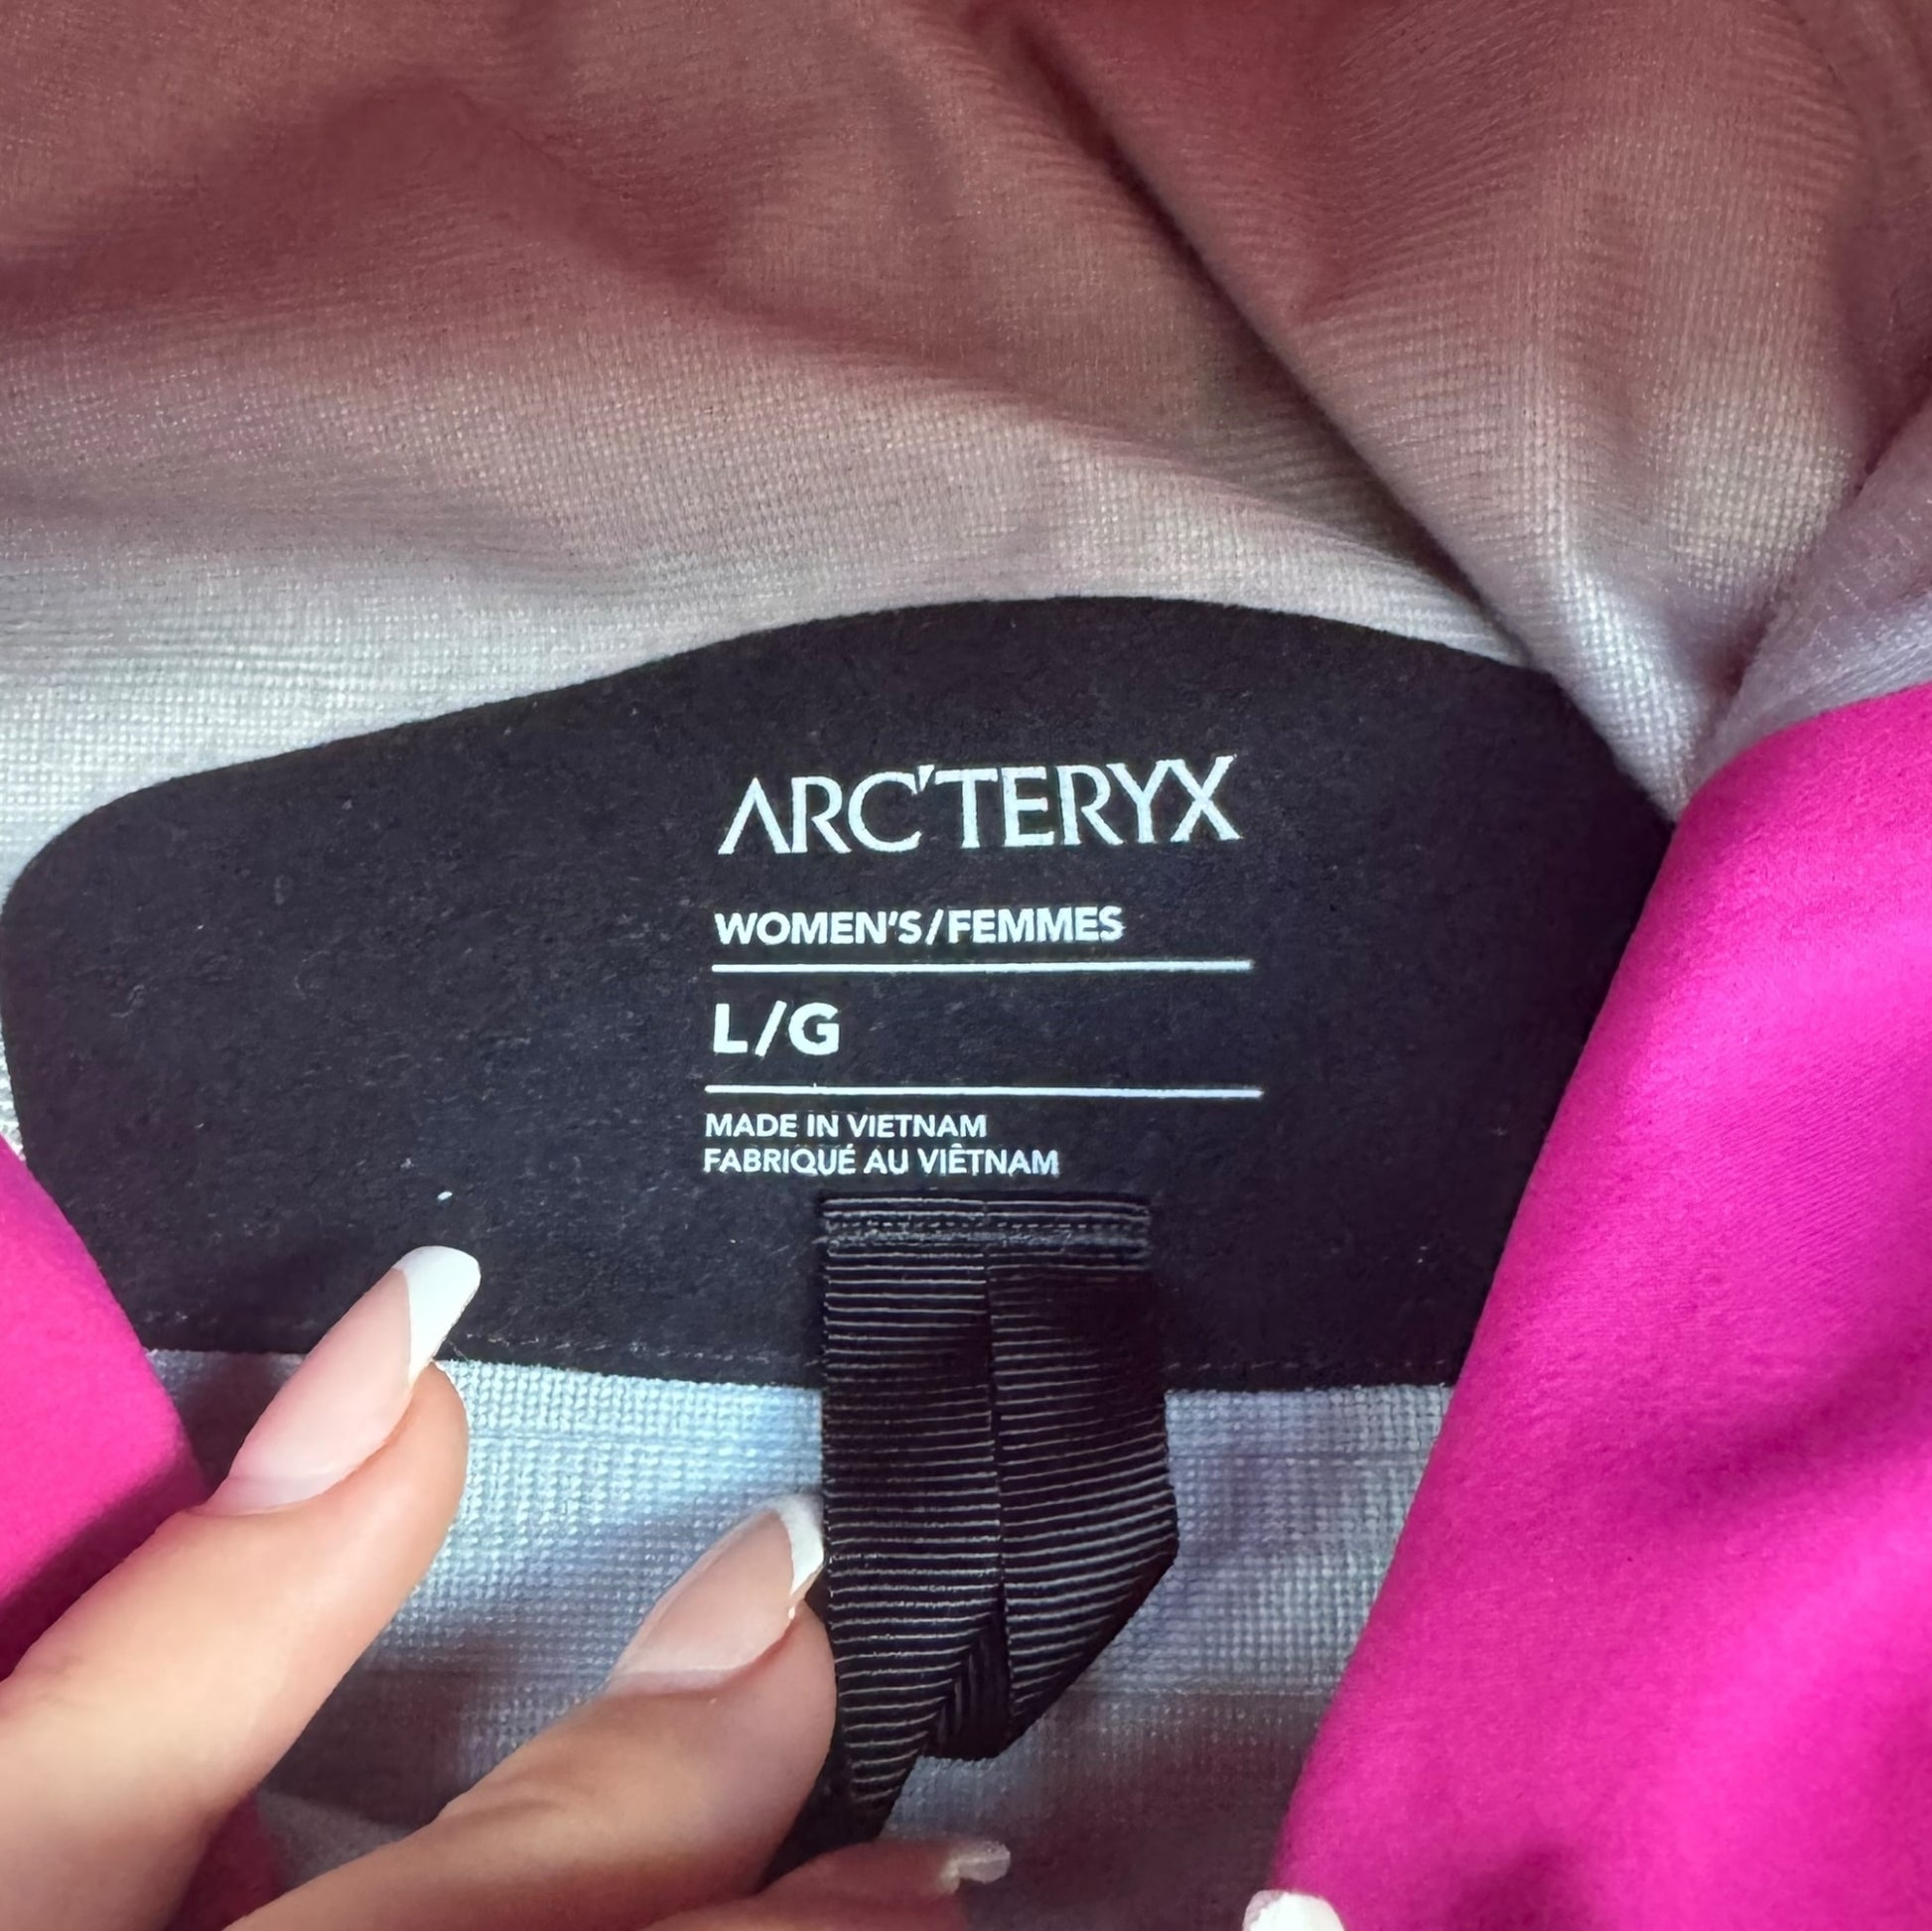 ARC'TERYX
WOMEN'S/FEMMES
L/G
MADE IN VIETNAM
FABRIQUÉ AU VIÊTNAM